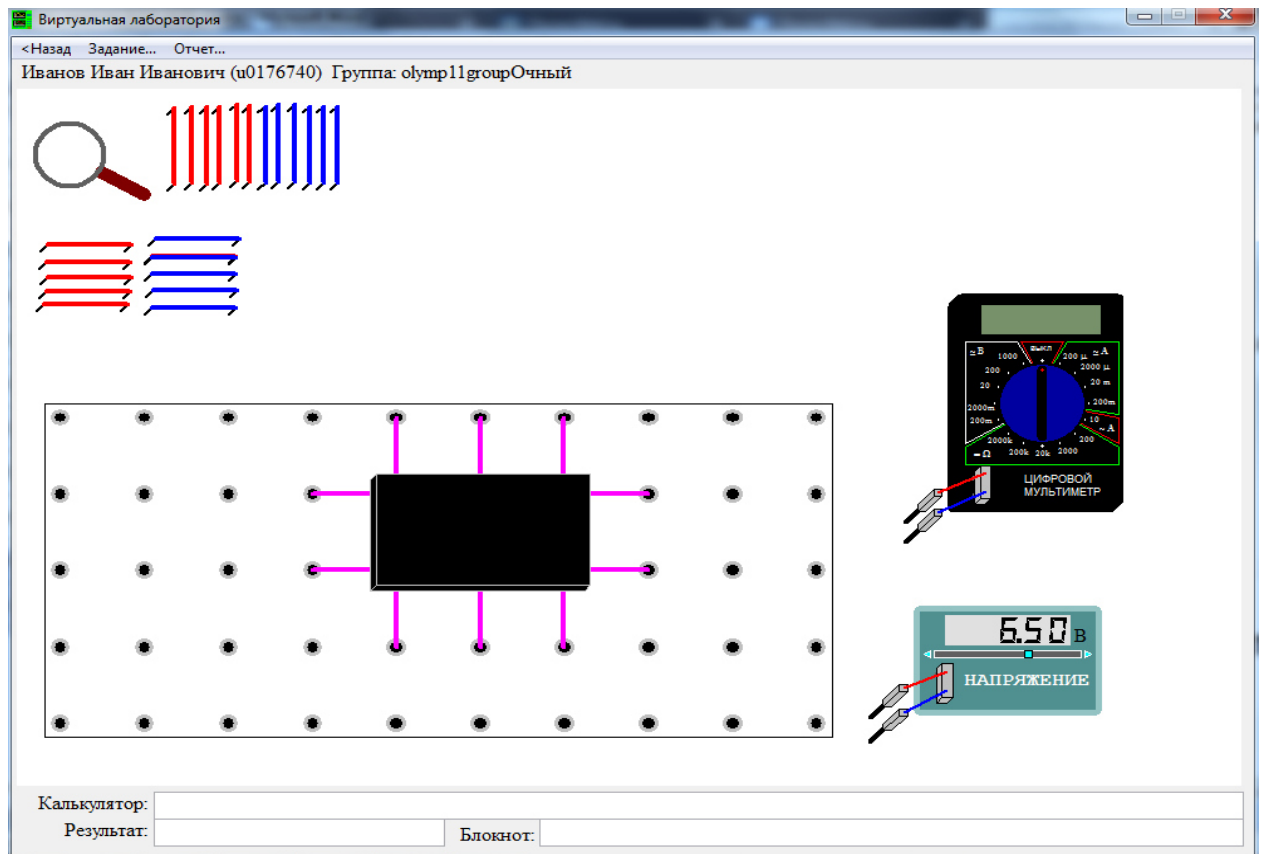 Виртуальная лаборатория
<Назад Задание... Отчет...
Иванов Иван Иванович (u0176740) Группа: olymp11groupОчный
≃В 1000 выкл 200 μ ≃А
200 2000 μ
20 20 m
2000m 200m
200m 10 ~А
2000k 200
=Ω 200k 20k 2000
ЦИФРОВОЙ
МУЛЬТИМЕТР
6.50 В
НАПРЯЖЕНИЕ
Калькулятор:
Результат:
Блокнот: